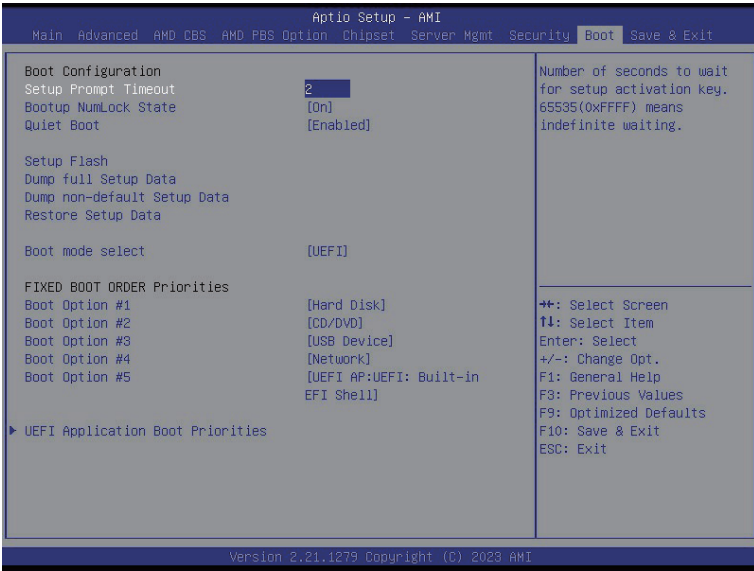 Aptio Setup – AMI
Main Advanced AMD CBS AMD PBS Option Chipset Server Mgmt Security Boot Save & Exit
Boot Configuration
Setup Prompt Timeout 2
Bootup NumLock State [On]
Quiet Boot [Enabled]
Setup Flash
Dump full Setup Data
Dump non-default Setup Data
Restore Setup Data
Boot mode select [UEFI]
FIXED BOOT ORDER Priorities
Boot Option #1 [Hard Disk]
Boot Option #2 [CD/DVD]
Boot Option #3 [USB Device]
Boot Option #4 [Network]
Boot Option #5 [UEFI AP:UEFI: Built-in
EFI Shell]
UEFI Application Boot Priorities
Number of seconds to wait
for setup activation key.
65535(0xFFFF) means
indefinite waiting.
→←: Select Screen
↑↓: Select Item
Enter: Select
+/-: Change Opt.
F1: General Help
F3: Previous Values
F9: Optimized Defaults
F10: Save & Exit
ESC: Exit
Version 2.21.1279 Copyright (C) 2023 AMI